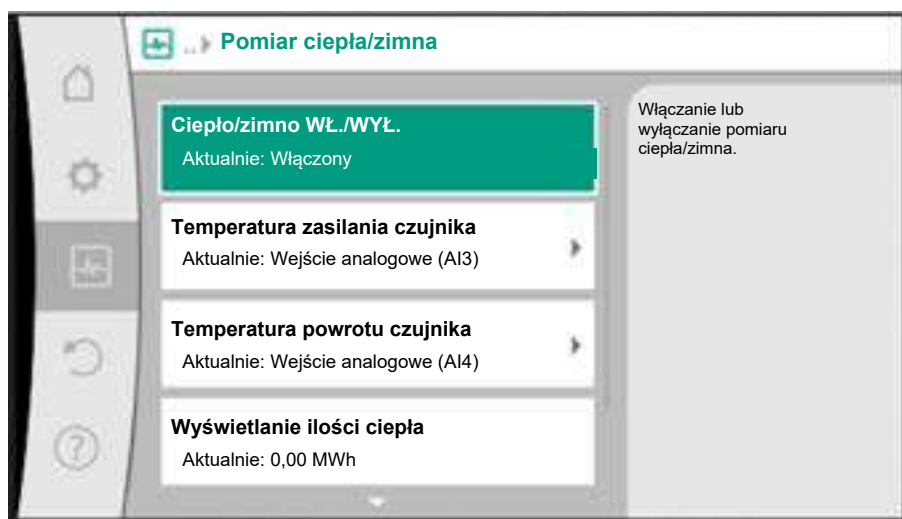 ..› Pomiar ciepła/zimna
Ciepło/zimno WŁ./WYŁ.
Aktualnie: Włączony
Temperatura zasilania czujnika
Aktualnie: Wejście analogowe (AI3)
Temperatura powrotu czujnika
Aktualnie: Wejście analogowe (AI4)
Wyświetlanie ilości ciepła
Aktualnie: 0,00 MWh
Włączanie lub
wyłączanie pomiaru
ciepła/zimna.
?